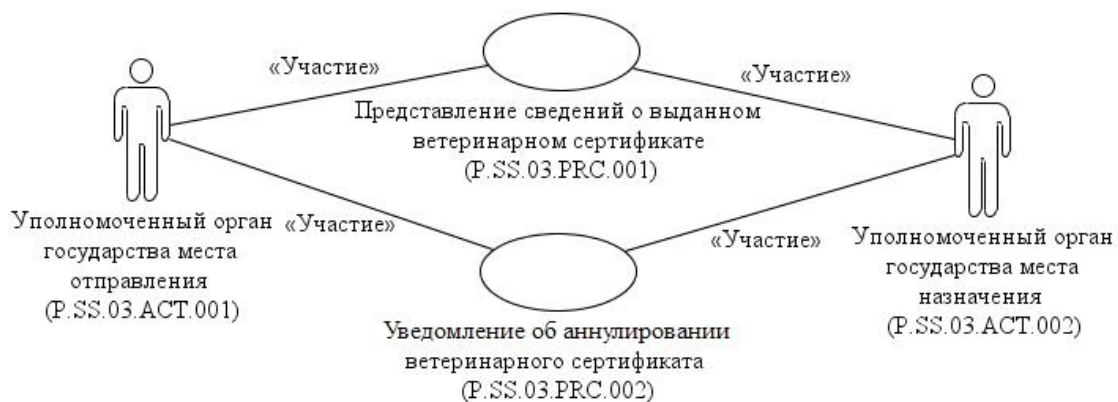 «Участие»
«Участие»
Представление сведений о выданном
ветеринарном сертификате
(P.SS.03.PRC.001)
Уполномоченный орган
государства места
отправления
(P.SS.03.ACT.001)
«Участие»
«Участие»
Уполномоченный орган
государства места
назначения
(P.SS.03.ACT.002)
Уведомление об аннулировании
ветеринарного сертификата
(P.SS.03.PRC.002)